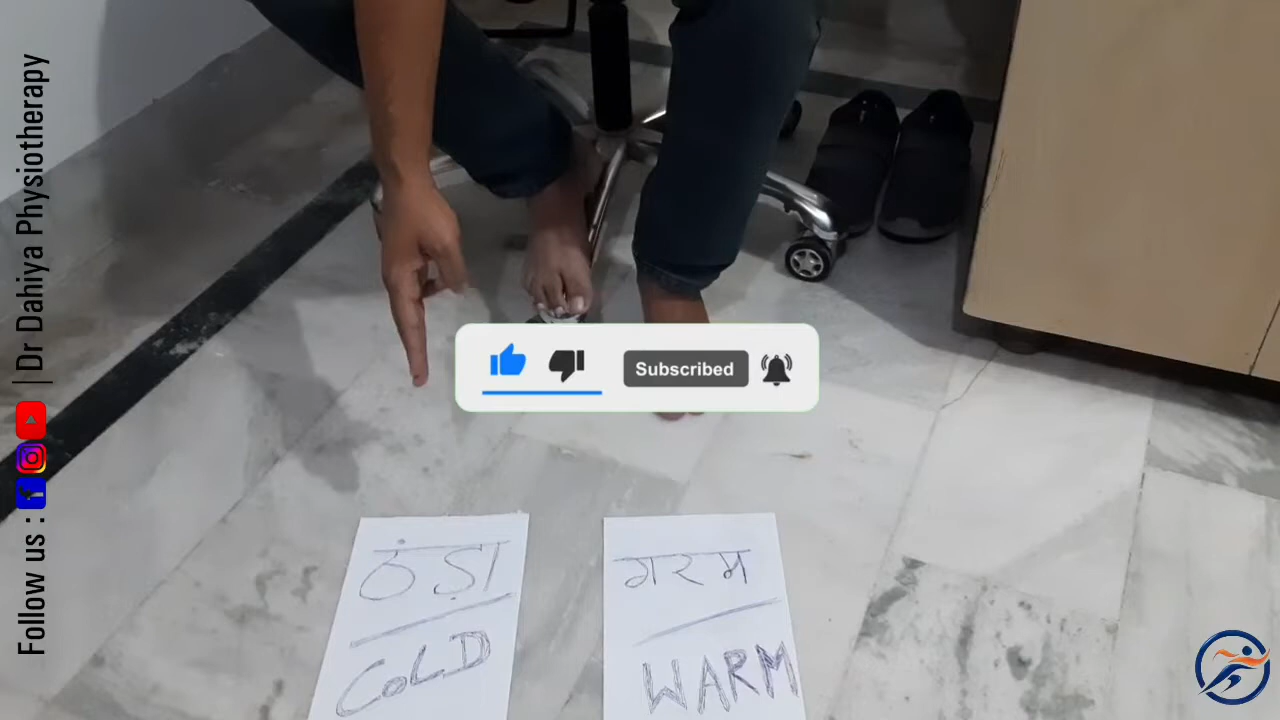 Follow us : | Dr Dahiya Physiotherapy
Subscribed
ठंडा
COLD
गरम
WARM